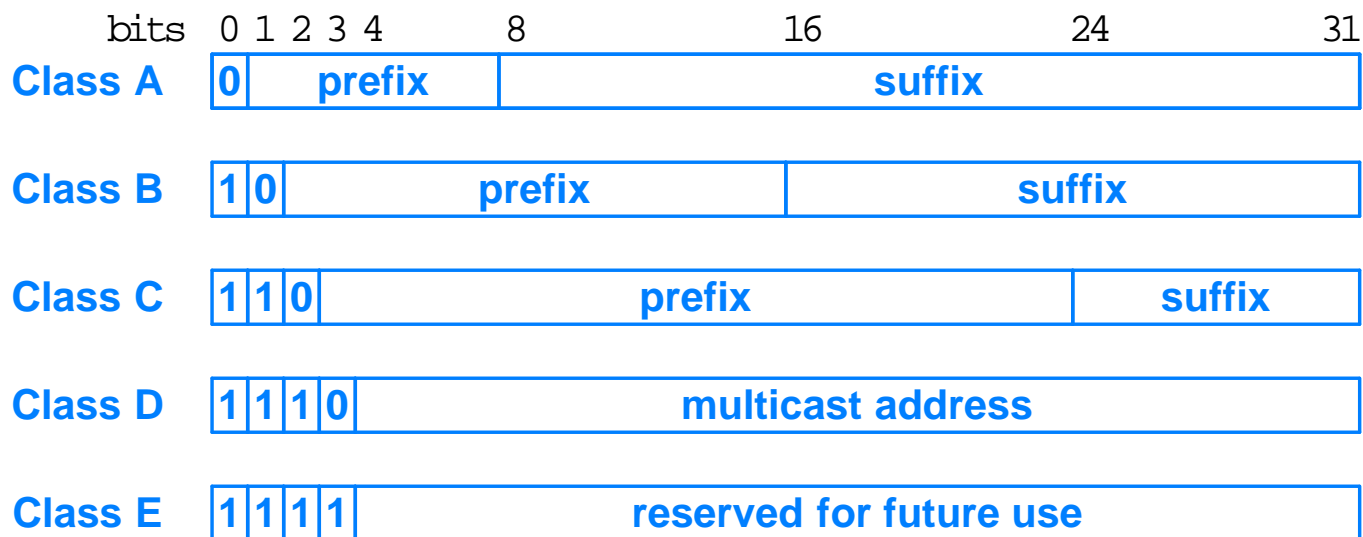 bits 0 1 2 3 4 8 16 24 31
Class A 0 prefix suffix
Class B 1 0 prefix suffix
Class C 1 1 0 prefix suffix
Class D 1 1 1 0 multicast address
Class E 1 1 1 1 reserved for future use